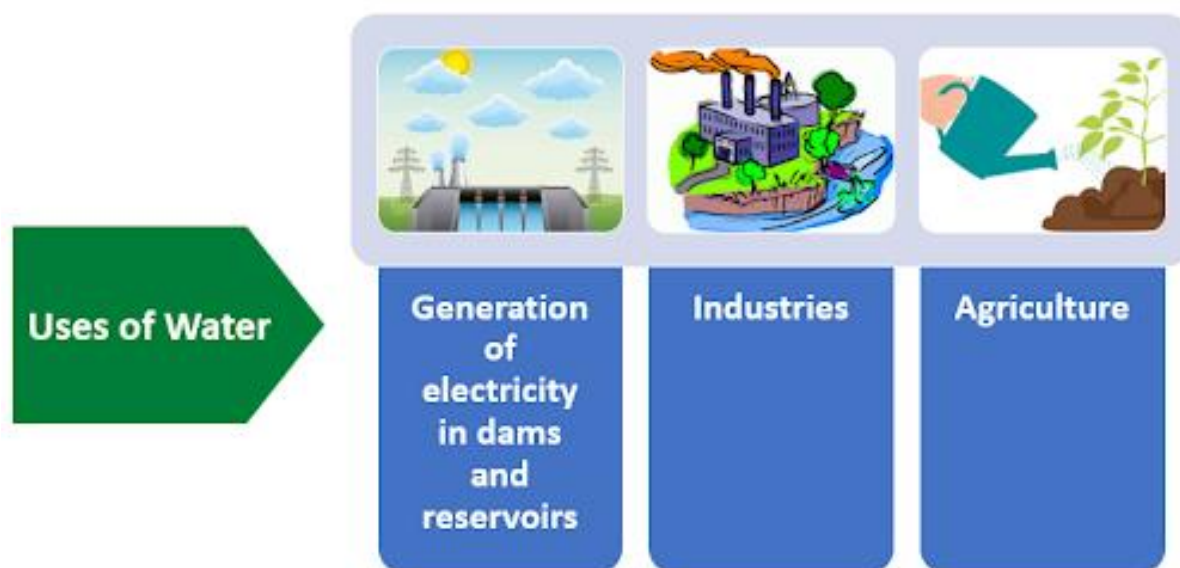 Uses of Water
Generation
of
electricity
in dams
and
reservoirs
Industries
Agriculture